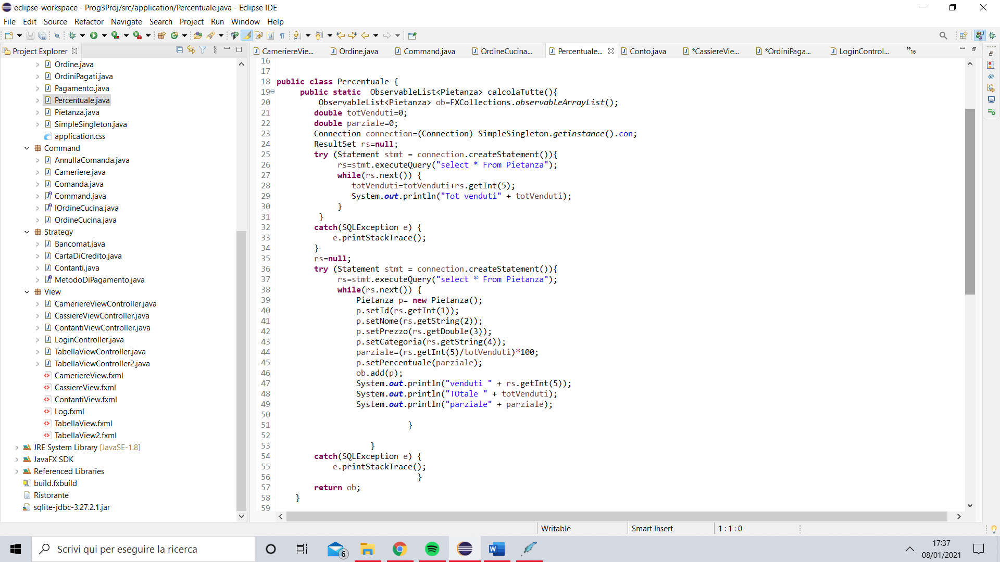 eclipse-workspace - Prog3Proj/src/application/Percentuale.java - Eclipse IDE
File Edit Source Refactor Navigate Search Project Run Window Help
Project Explorer
CameriereVie... Ordine.java Command.java OrdineCucina... Percentuale... Conto.java *CassiereVie... *OrdiniPaga... LoginControl... »16
Ordine.java
OrdiniPagati.java
Pagamento.java
Percentuale.java
Pietanza.java
SimpleSingleton.java
application.css
Command
AnnullaComanda.java
Cameriere.java
Comanda.java
Command.java
IOrdineCucina.java
OrdineCucina.java
Strategy
Bancomat.java
CartaDiCredito.java
Contanti.java
MetodoDiPagamento.java
View
CameriereViewController.java
CassiereViewController.java
ContantiViewController.java
LoginController.java
TabellaViewController.java
TabellaViewController2.java
CameriereView.fxml
CassiereView.fxml
ContantiView.fxml
Log.fxml
TabellaView.fxml
TabellaView2.fxml
JRE System Library [JavaSE-1.8]
JavaFX SDK
Referenced Libraries
build.fxbuild
Ristorante
sqlite-jdbc-3.27.2.1.jar
16
17
18 public class Percentuale {
19 public static ObservableList<Pietanza> calcolaTutte(){
20 ObservableList<Pietanza> ob=FXCollections.observableArrayList();
21 double totVenduti=0;
22 double parziale=0;
23 Connection connection=(Connection) SimpleSingleton.getinstance().con;
24 ResultSet rs=null;
25 try (Statement stmt = connection.createStatement()){
26 rs=stmt.executeQuery("select * From Pietanza");
27 while(rs.next()) {
28 totVenduti=totVenduti+rs.getInt(5);
29 System.out.println("Tot venduti" + totVenduti);
30 }
31 }
32 catch(SQLException e) {
33 e.printStackTrace();
34 }
35 rs=null;
36 try (Statement stmt = connection.createStatement()){
37 rs=stmt.executeQuery("select * From Pietanza");
38 while(rs.next()) {
39 Pietanza p= new Pietanza();
40 p.setId(rs.getInt(1));
41 p.setNome(rs.getString(2));
42 p.setPrezzo(rs.getDouble(3));
43 p.setCategoria(rs.getString(4));
44 parziale=(rs.getInt(5)/totVenduti)*100;
45 p.setPercentuale(parziale);
46 ob.add(p);
47 System.out.println("venduti " + rs.getInt(5));
48 System.out.println("TOtale " + totVenduti);
49 System.out.println("parziale" + parziale);
50
51 }
52
53 }
54 catch(SQLException e) {
55 e.printStackTrace();
56 }
57 return ob;
58 }
59
Writable Smart Insert 1 : 1 : 0
Scrivi qui per eseguire la ricerca
6
17:37
08/01/2021